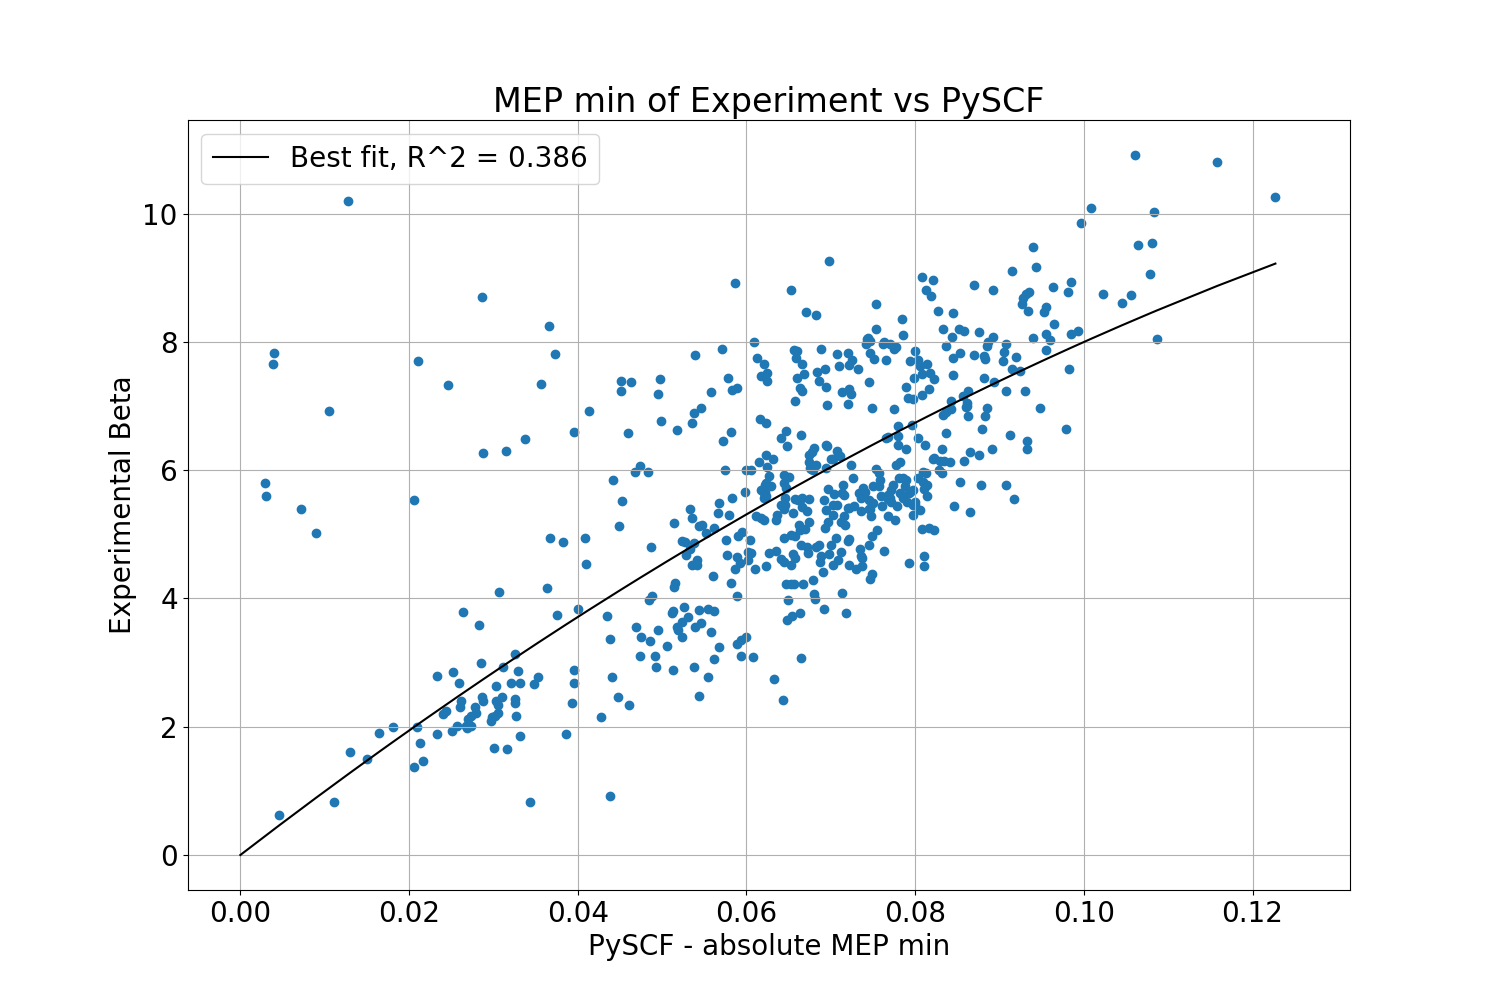 MEP min of Experiment vs PySCF
Best fit, R^2 = 0.386
Experimental Beta
10
8
6
4
2
0
0.00 0.02 0.04 0.06 0.08 0.10 0.12
PySCF - absolute MEP min